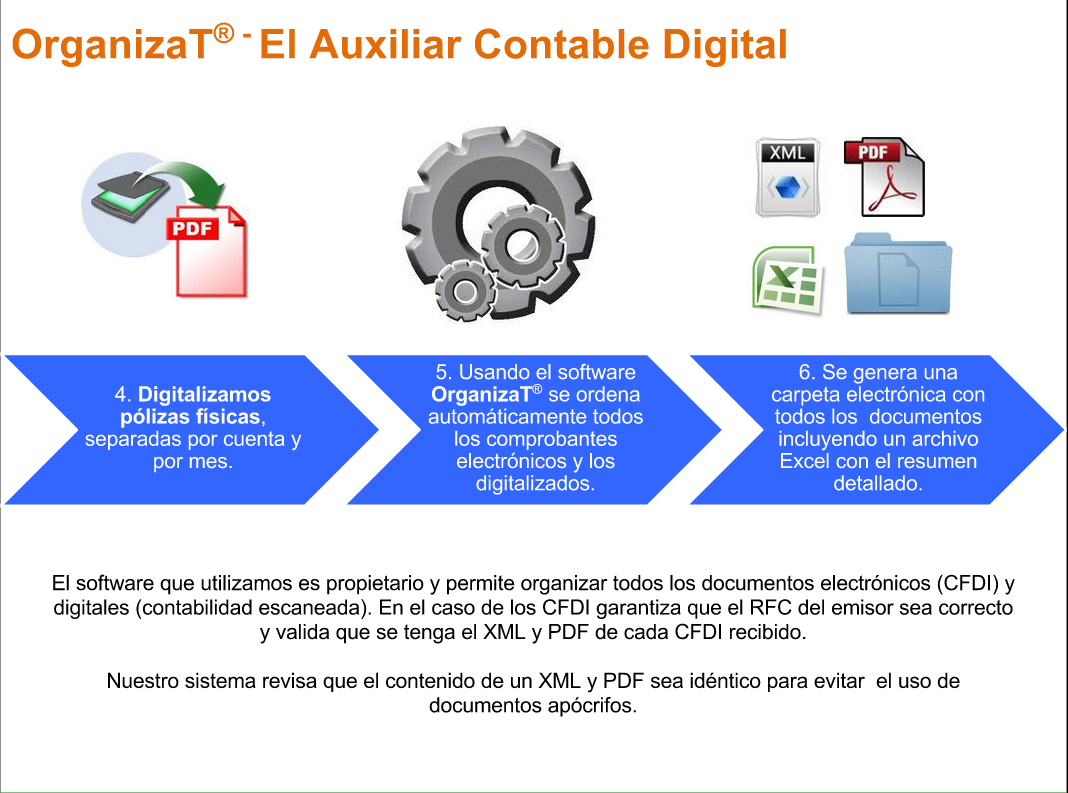 OrganizaT® - El Auxiliar Contable Digital
PDF
XML
PDF
4. Digitalizamos
pólizas físicas,
separadas por cuenta y
por mes.
5. Usando el software
OrganizaT® se ordena
automáticamente todos
los comprobantes
electrónicos y los
digitalizados.
6. Se genera una
carpeta electrónica con
todos los documentos
incluyendo un archivo
Excel con el resumen
detallado.
El software que utilizamos es propietario y permite organizar todos los documentos electrónicos (CFDI) y
digitales (contabilidad escaneada). En el caso de los CFDI garantiza que el RFC del emisor sea correcto
y valida que se tenga el XML y PDF de cada CFDI recibido.
Nuestro sistema revisa que el contenido de un XML y PDF sea idéntico para evitar el uso de
documentos apócrifos.